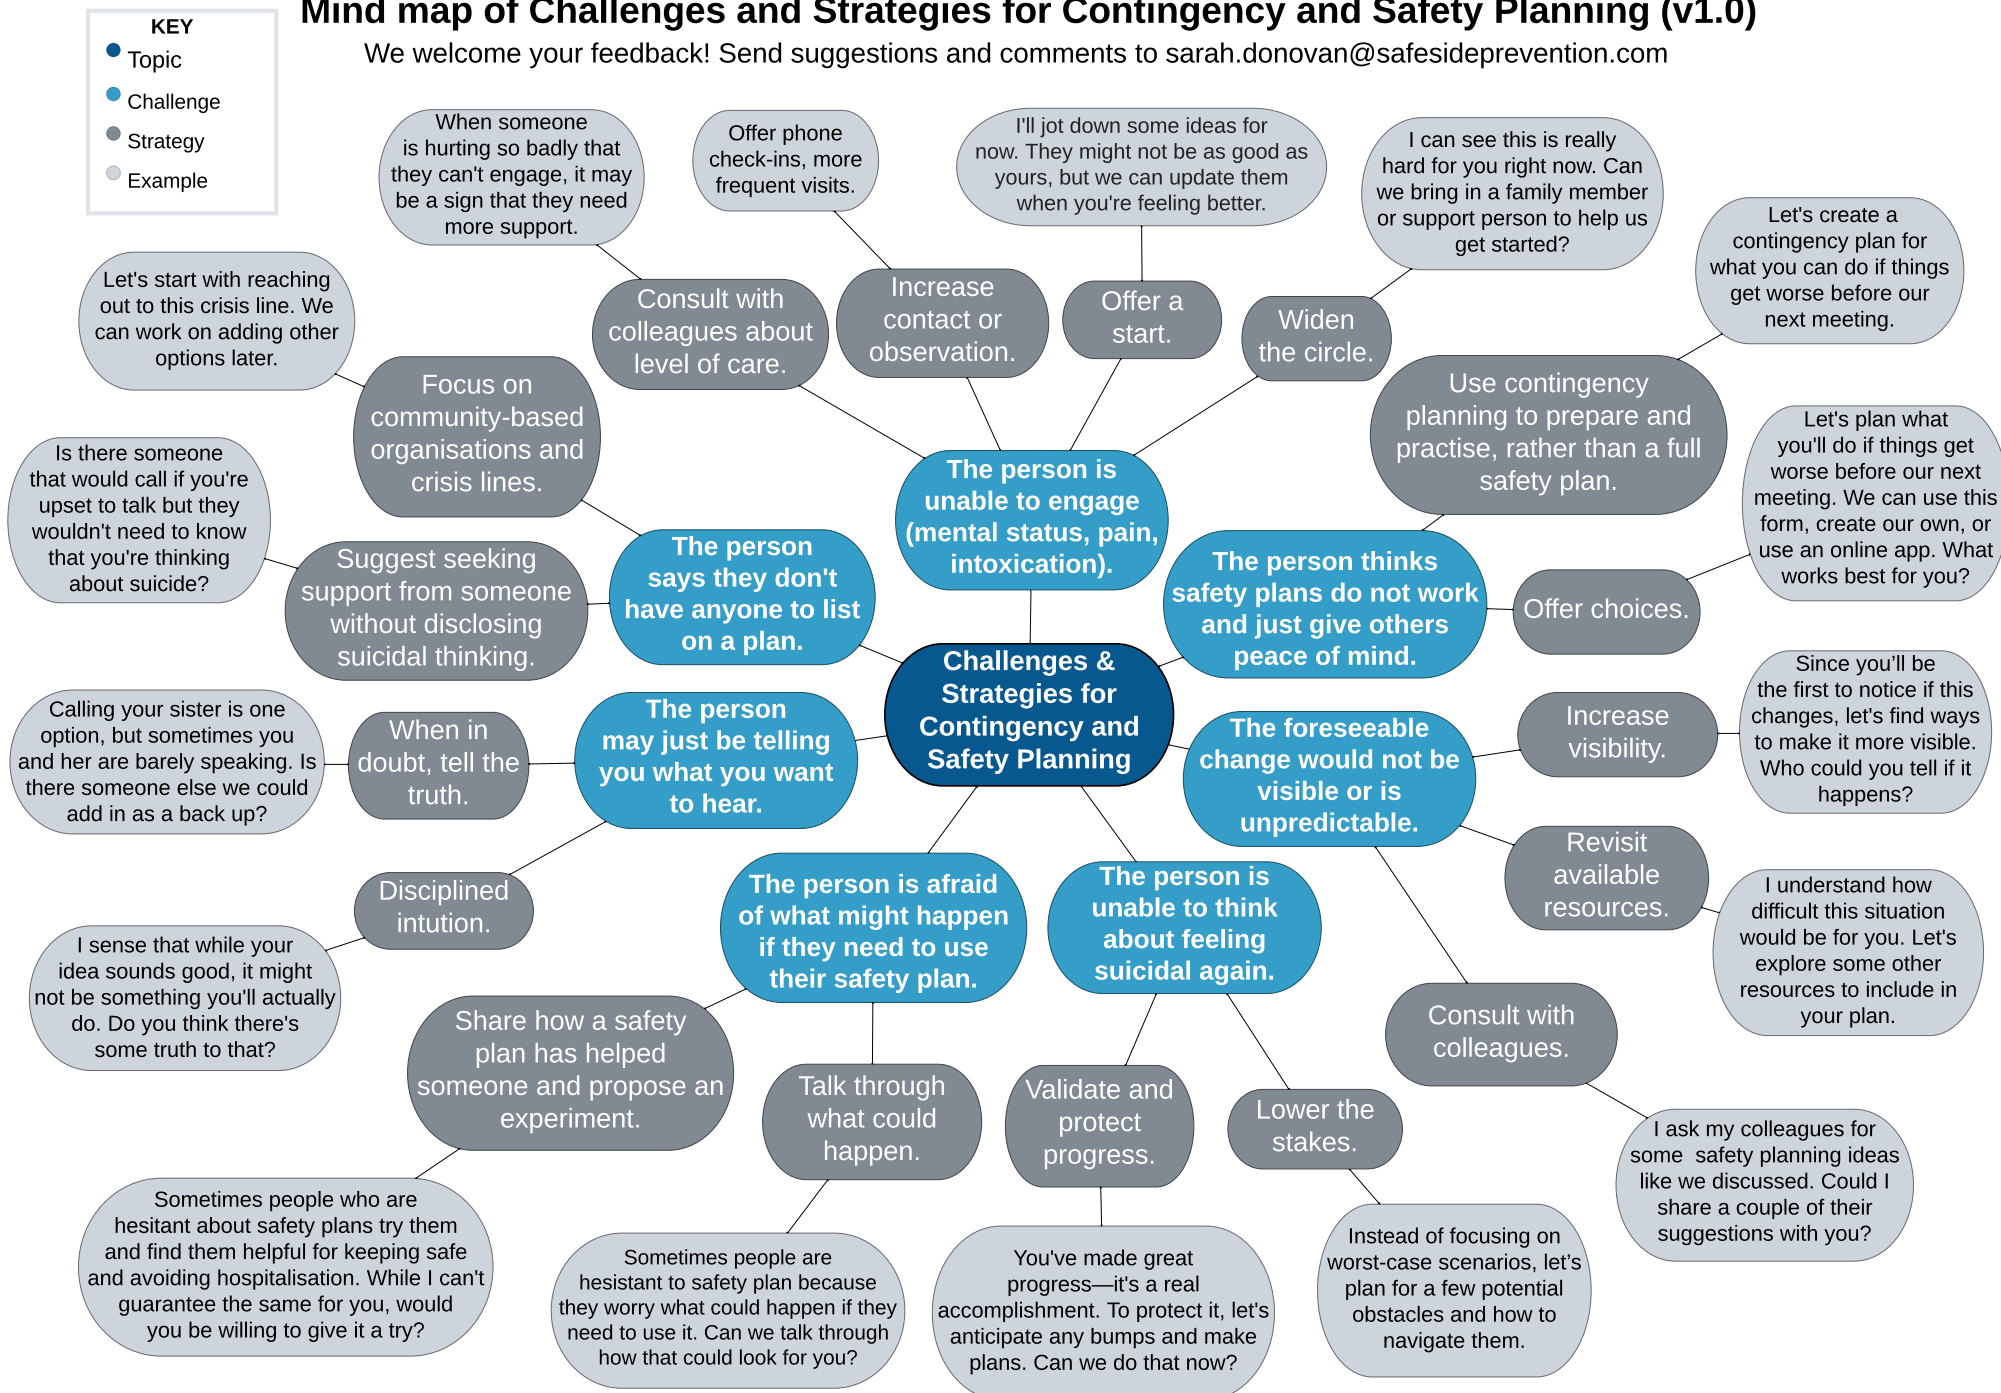 Mind map of Challenges and Strategies for Contingency and Safety Planning (v1.0)
We welcome your feedback! Send suggestions and comments to sarah.donovan@safesideprevention.com
KEY
Topic
Challenge
Strategy
Example
When someone
is hurting so badly that
they can't engage, it may
be a sign that they need
more support.
Offer phone
check-ins, more
frequent visits.
I'll jot down some ideas for
now. They might not be as good as
yours, but we can update them
when you're feeling better.
I can see this is really
hard for you right now. Can
we bring in a family member
or support person to help us
get started?
Let's create a
contingency plan for
what you can do if things
get worse before our
next meeting.
Let's start with reaching
out to this crisis line. We
can work on adding other
options later.
Consult with
colleagues about
level of care.
Increase
contact or
observation.
Offer a
start.
Widen
the circle.
Focus on
community-based
organisations and
crisis lines.
Use contingency
planning to prepare and
practise, rather than a full
safety plan.
Let's plan what
you'll do if things get
worse before our next
meeting. We can use this
form, create our own, or
use an online app. What
works best for you?
Is there someone
that would call if you're
upset to talk but they
wouldn't need to know
that you're thinking
about suicide?
The person is
unable to engage
(mental status, pain,
intoxication).
Suggest seeking
support from someone
without disclosing
suicidal thinking.
The person
says they don't
have anyone to list
on a plan.
The person thinks
safety plans do not work
and just give others
peace of mind.
Offer choices.
Challenges &
Strategies for
Contingency and
Safety Planning
Calling your sister is one
option, but sometimes you
and her are barely speaking. Is
there someone else we could
add in as a back up?
When in
doubt, tell the
truth.
The person
may just be telling
you what you want
to hear.
The foreseeable
change would not be
visible or is
unpredictable.
Increase
visibility.
Since you’ll be
the first to notice if this
changes, let's find ways
to make it more visible.
Who could you tell if it
happens?
Disciplined
intution.
I sense that while your
idea sounds good, it might
not be something you'll actually
do. Do you think there's
some truth to that?
The person is afraid
of what might happen
if they need to use
their safety plan.
The person is
unable to think
about feeling
suicidal again.
Revisit
available
resources.
I understand how
difficult this situation
would be for you. Let's
explore some other
resources to include in
your plan.
Share how a safety
plan has helped
someone and propose an
experiment.
Talk through
what could
happen.
Validate and
protect
progress.
Lower the
stakes.
Consult with
colleagues.
I ask my colleagues for
some  safety planning ideas
like we discussed. Could I
share a couple of their
suggestions with you?
Sometimes people who are
hesitant about safety plans try them
and find them helpful for keeping safe
and avoiding hospitalisation. While I can't
guarantee the same for you, would
you be willing to give it a try?
Sometimes people are
hesistant to safety plan because
they worry what could happen if they
need to use it. Can we talk through
how that could look for you?
You've made great
progress—it's a real
accomplishment. To protect it, let's
anticipate any bumps and make
plans. Can we do that now?
Instead of focusing on
worst-case scenarios, let’s
plan for a few potential
obstacles and how to
navigate them.